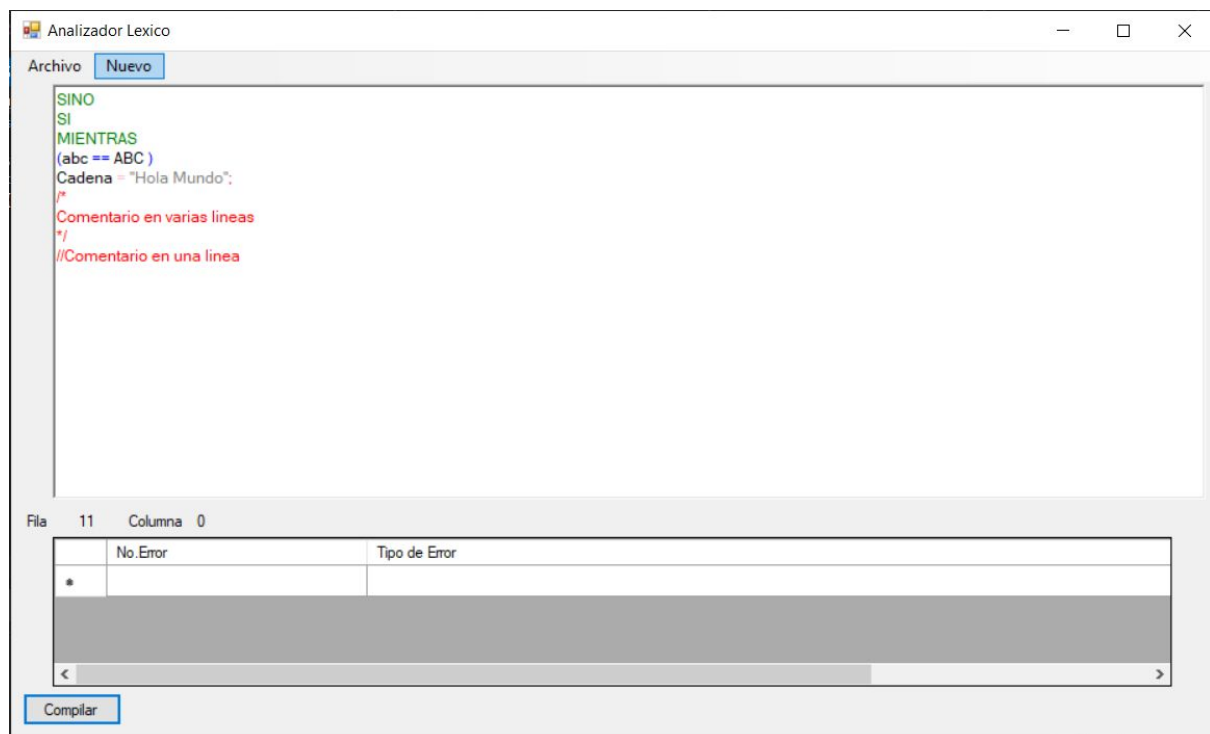 Analizador Lexico
Archivo Nuevo
SINO
SI
MIENTRAS
(abc == ABC )
Cadena = "Hola Mundo";
/*
Comentario en varias lineas
*/
//Comentario en una linea
Fila 11 Columna 0
No.Error Tipo de Error
*
Compilar